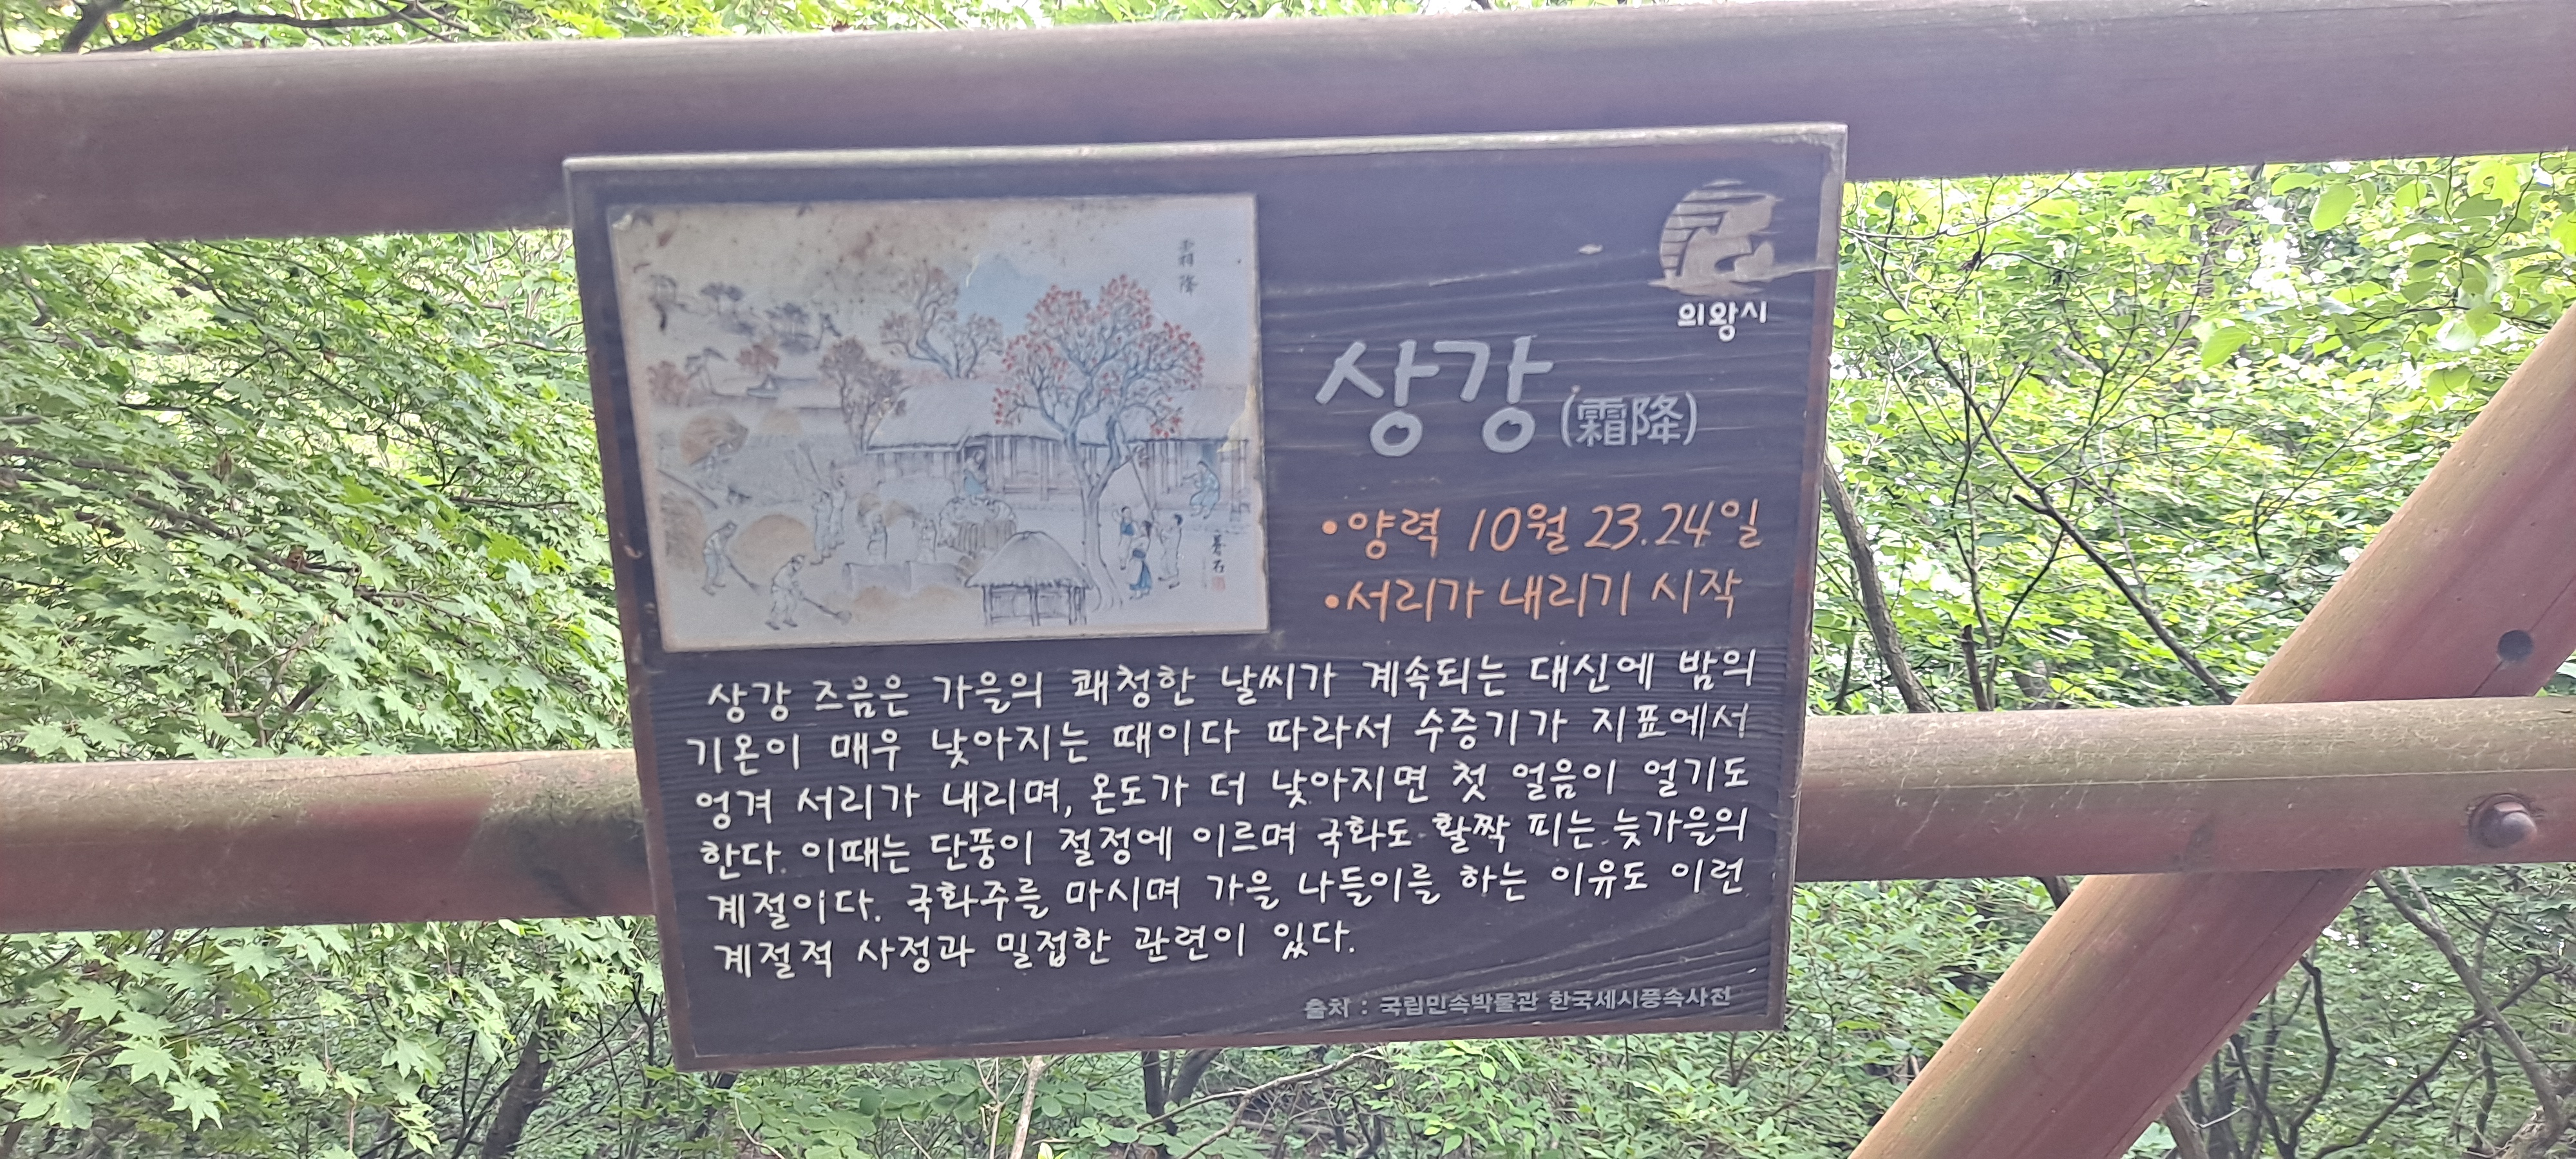 霜降
의왕시
상강(霜降)
•양력 10월 23.24일
•서리가 내리기 시작
暮石
상강 즈음은 가을의 쾌청한 날씨가 계속되는 대신에 밤의
기온이 매우 낮아지는 때이다 따라서 수증기가 지표에서
엉겨 서리가 내리며, 온도가 더 낮아지면 첫 얼음이 얼기도
한다. 이때는 단풍이 절정에 이르며 국화도 활짝 피는 늦가을의
계절이다. 국화주를 마시며 가을 나들이를 하는 이유도 이런
계절적 사정과 밀접한 관련이 있다.
출처 : 국립민속박물관 한국세시풍속사전